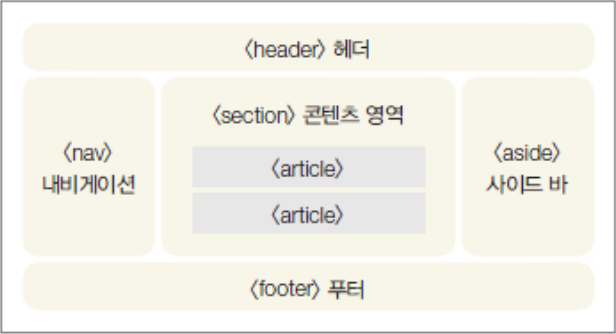 〈header〉 헤더
〈nav〉
내비게이션
〈section〉 콘텐츠 영역
〈article〉
〈article〉
〈aside〉
사이드 바
〈footer〉 푸터